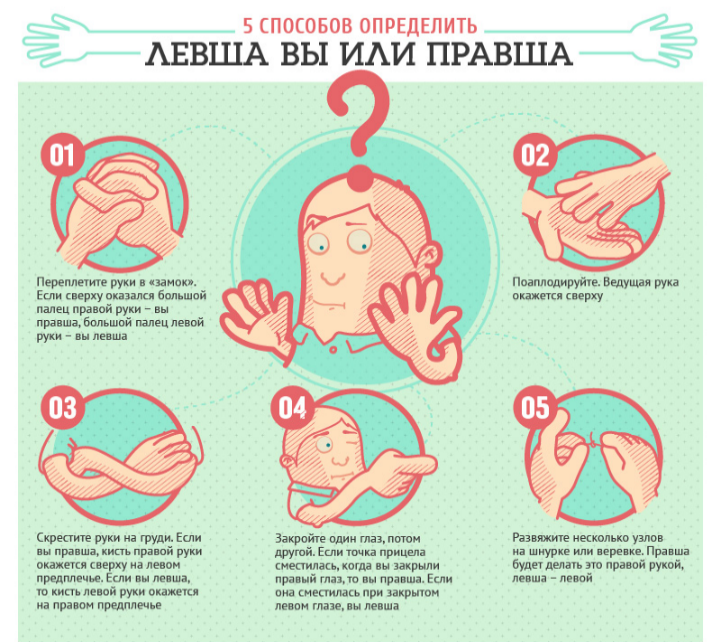 5 СПОСОБОВ ОПРЕДЕЛИТЬ
ЛЕВША ВЫ ИЛИ ПРАВША
?
01
Переплетите руки в «замок».
Если сверху оказался большой
палец правой руки – вы
правша, большой палец левой
руки – вы левша
02
Поаплодируйте. Ведущая рука
окажется сверху
03
Скрестите руки на груди. Если
вы правша, кисть правой руки
окажется сверху на левом
предплечье. Если вы левша,
то кисть левой руки окажется
на правом предплечье
04
Закройте один глаз, потом
другой. Если точка прицела
сместилась, когда вы закрыли
правый глаз, то вы правша. Если
она сместилась при закрытом
левом глазе, вы левша
05
Развяжите несколько узлов
на шнурке или веревке. Правша
будет делать это правой рукой,
левша – левой